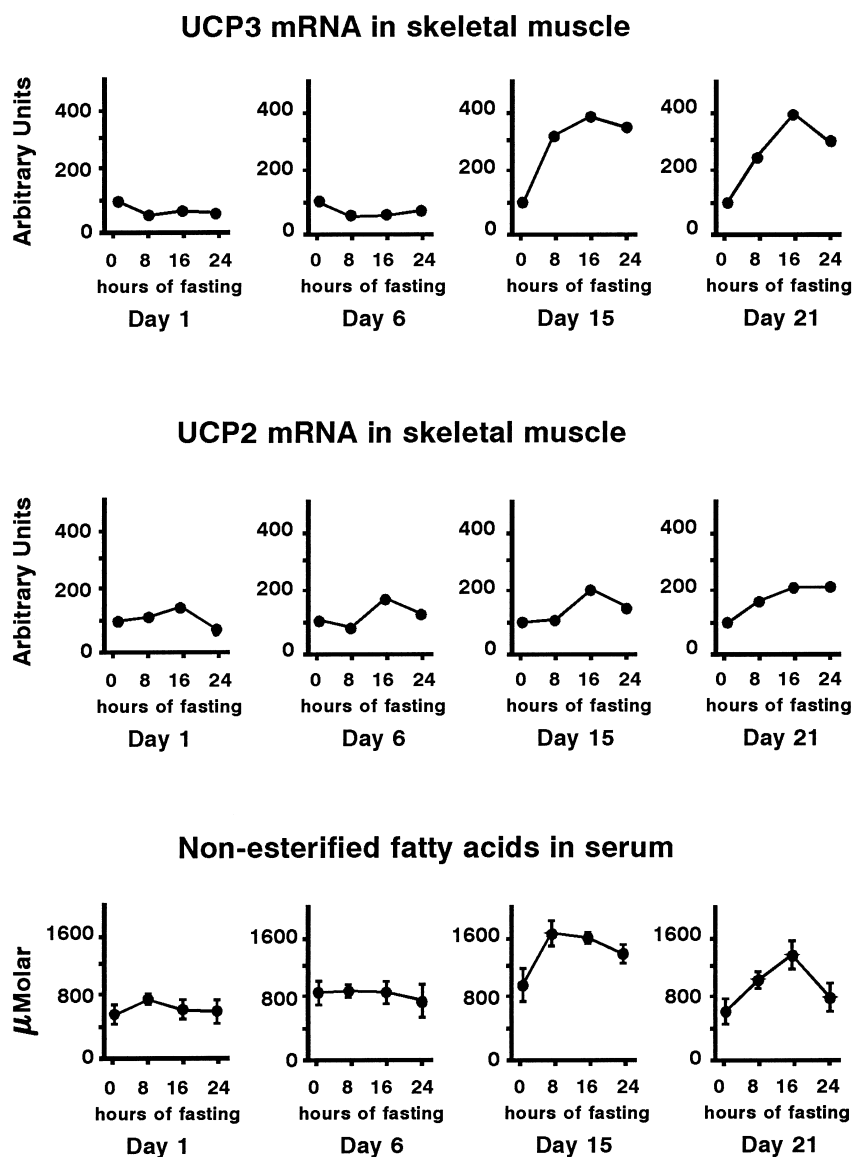 UCP3 mRNA in skeletal muscle
Arbitrary Units
400 400 400 400
200 200 200 200
0 0 0 0
0 8 16 24 0 8 16 24 0 8 16 24 0 8 16 24
hours of fasting hours of fasting hours of fasting hours of fasting
Day 1 Day 6 Day 15 Day 21
UCP2 mRNA in skeletal muscle
Arbitrary Units
400 400 400 400
200 200 200 200
0 0 0 0
0 8 16 24 0 8 16 24 0 8 16 24 0 8 16 24
hours of fasting hours of fasting hours of fasting hours of fasting
Day 1 Day 6 Day 15 Day 21
Non-esterified fatty acids in serum
µMolar
1600 1600 1600 1600
800 800 800 800
0 0 0 0
0 8 16 24 0 8 16 24 0 8 16 24 0 8 16 24
hours of fasting hours of fasting hours of fasting hours of fasting
Day 1 Day 6 Day 15 Day 21